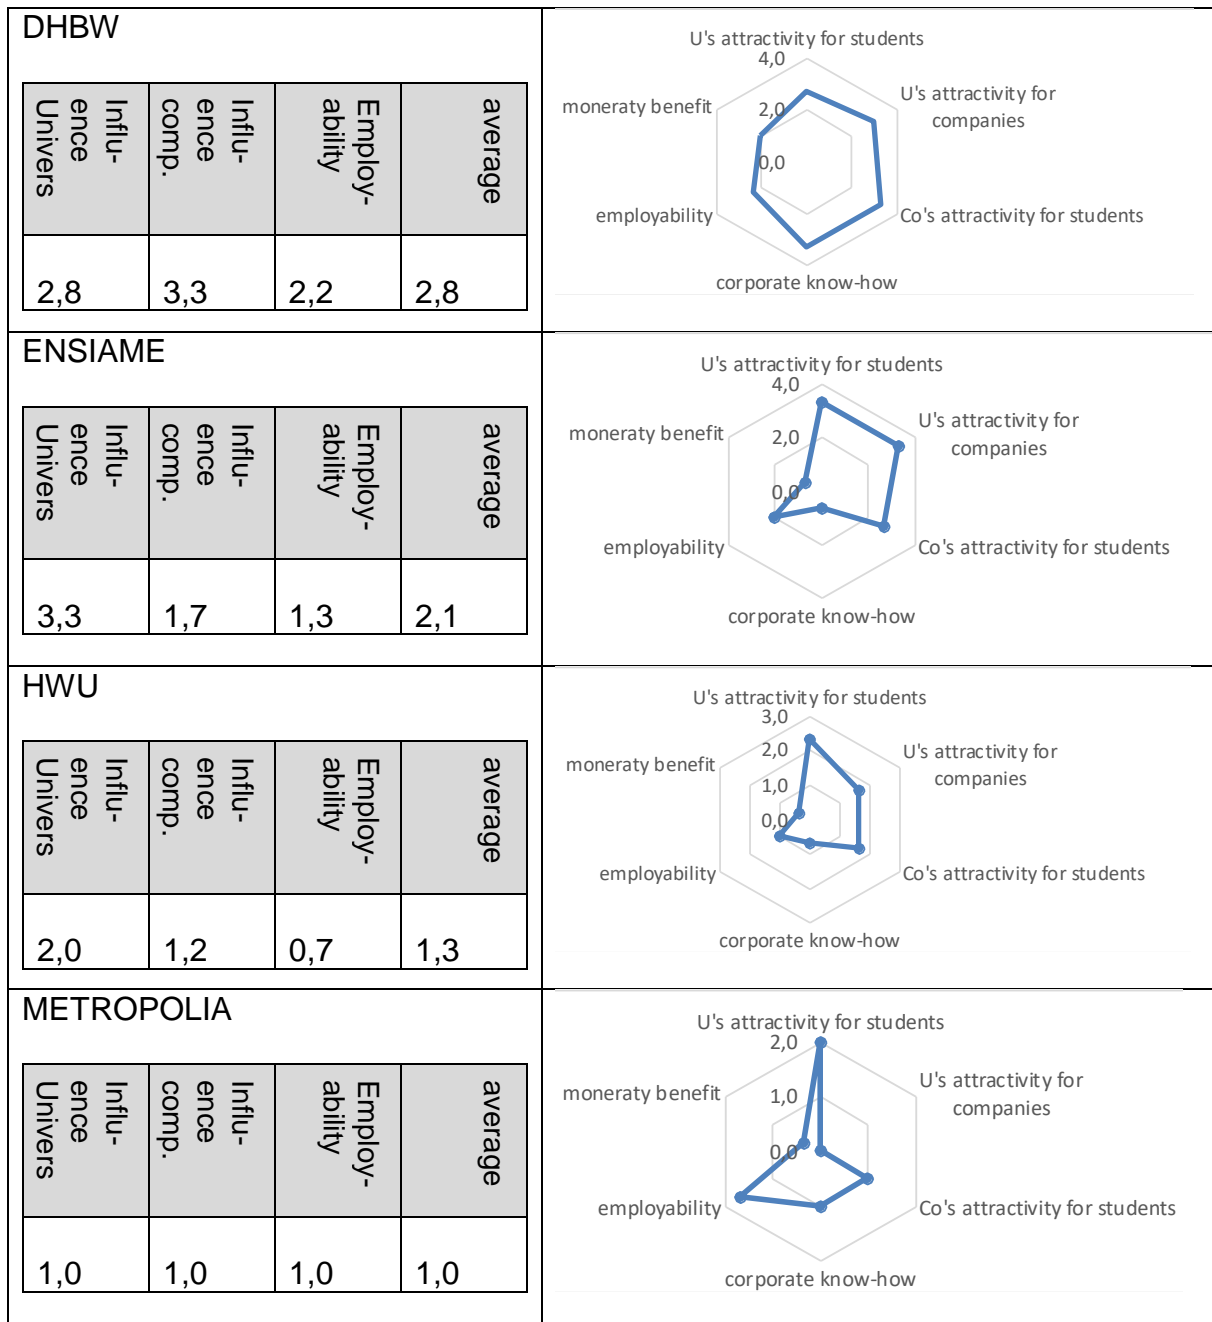 DHBW
Influ-
ence
Univers
Influ-
ence
comp.
Employ-
ability
average
2,8
3,3
2,2
2,8
U's attractivity for students
4,0
2,0
0,0
U's attractivity for
companies
Co's attractivity for students
corporate know-how
employability
moneraty benefit
ENSIAME
Influ-
ence
Univers
Influ-
ence
comp.
Employ-
ability
average
3,3
1,7
1,3
2,1
U's attractivity for students
4,0
2,0
0,0
U's attractivity for
companies
Co's attractivity for students
corporate know-how
employability
moneraty benefit
HWU
Influ-
ence
Univers
Influ-
ence
comp.
Employ-
ability
average
2,0
1,2
0,7
1,3
U's attractivity for students
3,0
2,0
1,0
0,0
U's attractivity for
companies
Co's attractivity for students
corporate know-how
employability
moneraty benefit
METROPOLIA
Influ-
ence
Univers
Influ-
ence
comp.
Employ-
ability
average
1,0
1,0
1,0
1,0
U's attractivity for students
2,0
1,0
0,0
U's attractivity for
companies
Co's attractivity for students
corporate know-how
employability
moneraty benefit